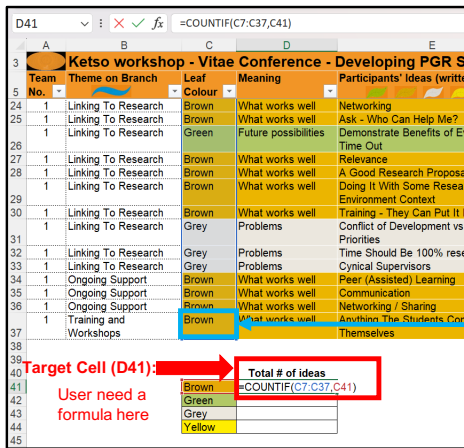 D41 fx =COUNTIF(C7:C37,C41)
A B C D E
3 Ketso workshop - Vitae Conference - Developing PGR S
Team Theme on Branch Leaf Meaning Participants' Ideas (writte
5 No. Colour
24 1 Linking To Research Brown What works well Networking
25 1 Linking To Research Brown What works well Ask - Who Can Help Me?
1 Linking To Research Green Future possibilities Demonstrate Benefits of E
26 Time Out
27 1 Linking To Research Brown What works well Relevance
28 1 Linking To Research Brown What works well A Good Research Proposa
1 Linking To Research Brown What works well Doing It With Some Resea
29 Environment Context
30 1 Linking To Research Brown What works well Training - They Can Put It
1 Linking To Research Grey Problems Conflict of Development vs
31 Priorities
32 1 Linking To Research Grey Problems Time Should Be 100% rese
33 1 Linking To Research Grey Problems Cynical Supervisors
34 1 Ongoing Support Brown What works well Peer (Assisted) Learning
35 1 Ongoing Support Brown What works well Communication
36 1 Ongoing Support Brown What works well Networking / Sharing
1 Training and Brown What works well Anything The Students Con
37 Workshops Themselves
38
39
40 Target Cell (D41): Total # of ideas
41 Brown =COUNTIF(C7:C37,C41)
42 User need a Green
43 formula here Grey
44 Yellow
45